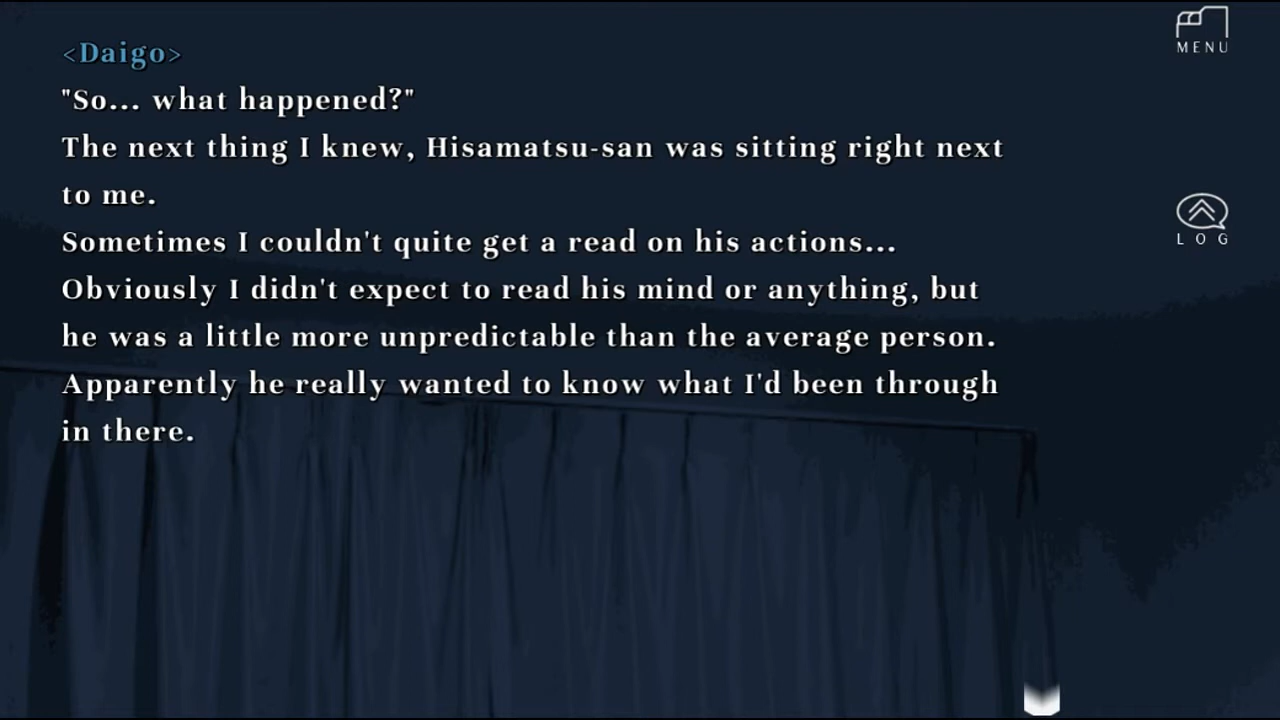 <Daigo>
"So... what happened?"
The next thing I knew, Hisamatsu-san was sitting right next
to me.
Sometimes I couldn't quite get a read on his actions...
Obviously I didn't expect to read his mind or anything, but
he was a little more unpredictable than the average person.
Apparently he really wanted to know what I'd been through
in there.
MENU
LOG